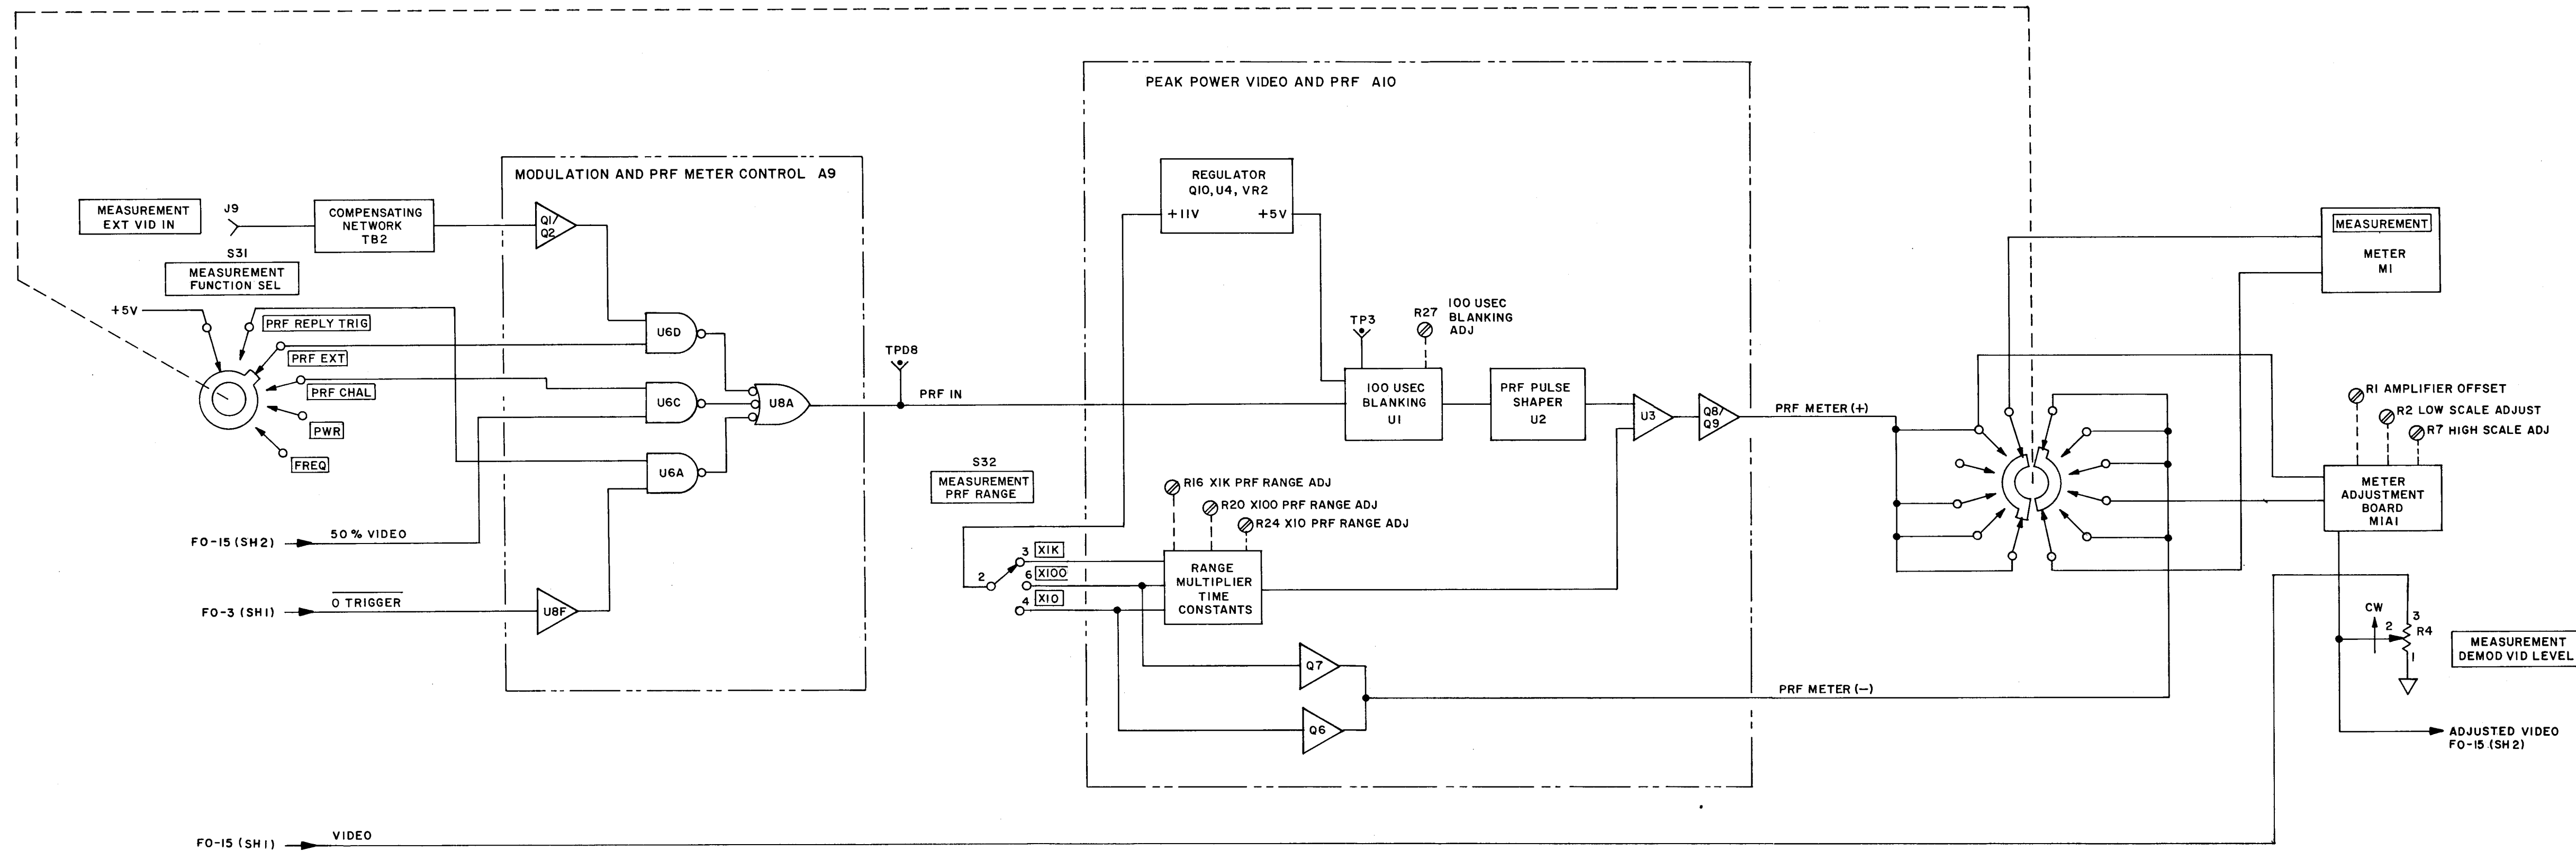 PEAK POWER VIDEO AND PRF A10
MODULATION AND PRF METER CONTROL A9
MEASUREMENT
EXT VID IN
J9
COMPENSATING
NETWORK
TB2
Q1/
Q2
S31
MEASUREMENT
FUNCTION SEL
+5V
PRF REPLY TRIG
PRF EXT
PRF CHAL
PWR
FREQ
U6D
U6C
U6A
U8A
U8F
FO-15 (SH2)
50% VIDEO
FO-3 (SH1)
0 TRIGGER
TPD8
PRF IN
REGULATOR
Q10, U4, VR2
+11V
+5V
TP3
R27
100 USEC
BLANKING
ADJ
100 USEC
BLANKING
U1
PRF PULSE
SHAPER
U2
U3
Q8/
Q9
PRF METER (+)
S32
MEASUREMENT
PRF RANGE
R16 X1K PRF RANGE ADJ
R20 X100 PRF RANGE ADJ
R24 X10 PRF RANGE ADJ
2
3
X1K
6
X100
4
X10
RANGE
MULTIPLIER
TIME
CONSTANTS
Q7
Q6
PRF METER (−)
MEASUREMENT
METER
M1
R1 AMPLIFIER OFFSET
R2 LOW SCALE ADJUST
R7 HIGH SCALE ADJ
METER
ADJUSTMENT
BOARD
M1A1
CW
3
2
R4
1
MEASUREMENT
DEMOD VID LEVEL
ADJUSTED VIDEO
FO-15 (SH2)
FO-15 (SH1)
VIDEO